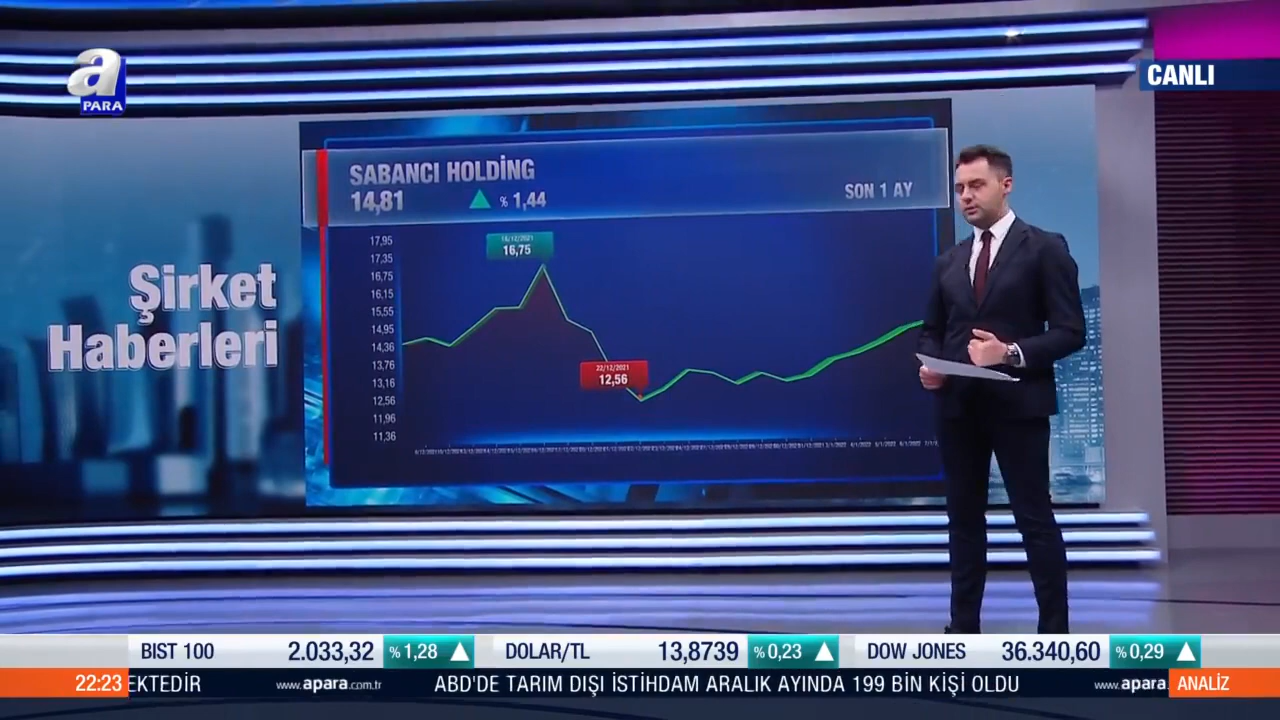 a
PARA
CANLI
SABANCI HOLDİNG
14,81 % 1,44
SON 1 AY
17,95
17,35
16,75
16,15
15,55
14,95
14,36
13,76
13,16
12,56
11,96
11,36
15/12/2021
16,75
22/12/2021
12,56
Şirket
Haberleri
BIST 100 2.033,32 %1,28 DOLAR/TL 13,8739 %0,23 DOW JONES 36.340,60 %0,29
22:23 EKTEDİR www.apara.com.tr ABD'DE TARIM DIŞI İSTİHDAM ARALIK AYINDA 199 BİN KİŞİ OLDU www.apara. ANALİZ